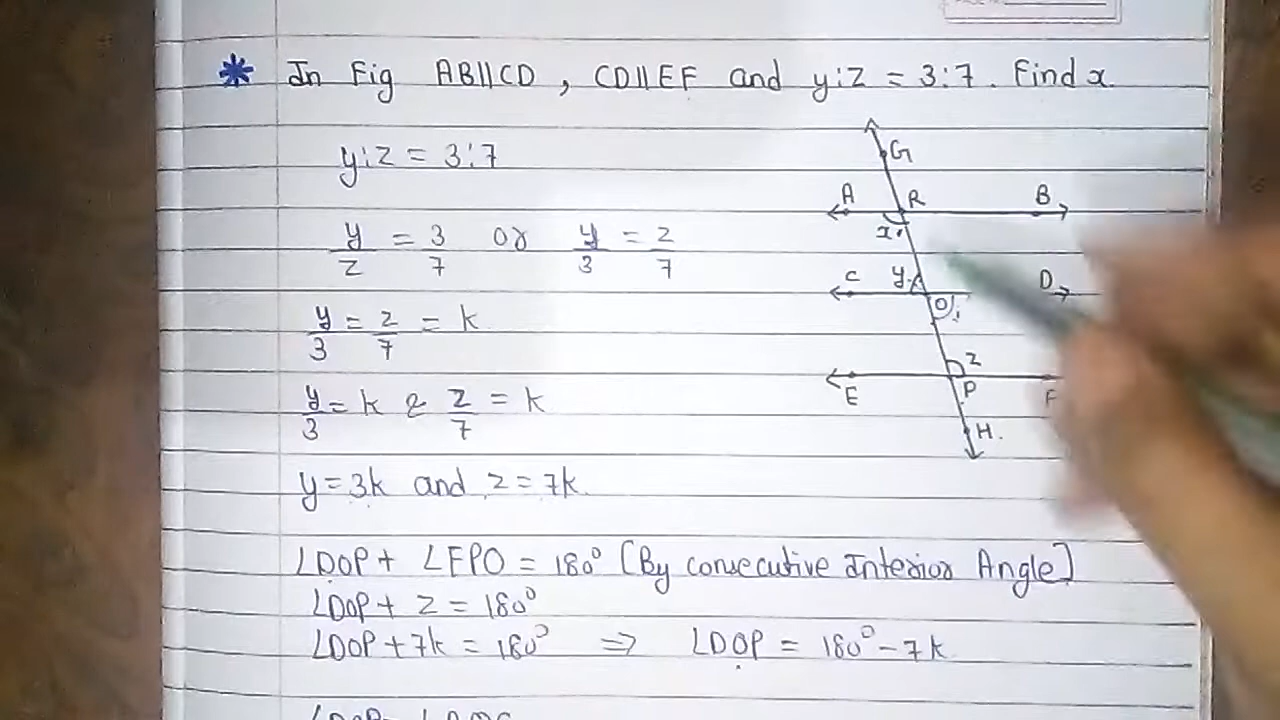 * In Fig AB||CD, CD||EF and y:z = 3:7. Find x.
y:z = 3:7
y/z = 3/7 or y/3 = z/7
y/3 = z/7 = k
y/3 = k & z/7 = k
y = 3k and z = 7k.
∠DOP + ∠FPO = 180° [By consecutive Interior Angle]
∠DOP + z = 180°
∠DOP + 7k = 180° ⇒ ∠DOP = 180° - 7k
G
A R B
x
C y D
O
z
E P F
H.